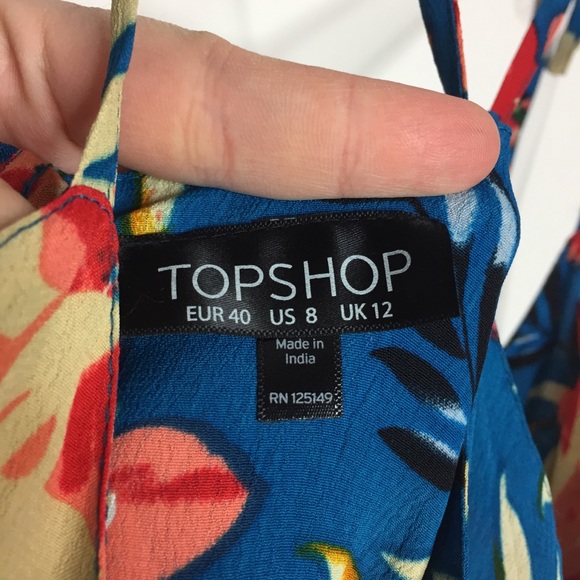 TOPSHOP
EUR 40 US 8 UK 12
Made in
India
RN 125149